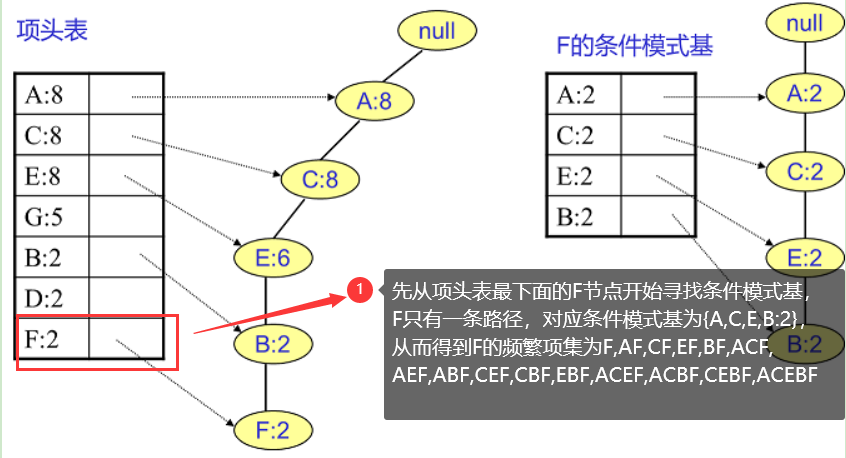 项头表
A:8
C:8
E:8
G:5
B:2
D:2
F:2
null
A:8
C:8
E:6
B:2
F:2
F的条件模式基
A:2
C:2
E:2
B:2
null
A:2
C:2
E:2
B:2
1
先从项头表最下面的F节点开始寻找条件模式基，
F只有一条路径，对应条件模式基为{A,C,E,B:2}，
从而得到F的频繁项集为F,AF,CF,EF,BF,ACF,
AEF,ABF,CEF,CBF,EBF,ACEF,ACBF,CEBF,ACEBF